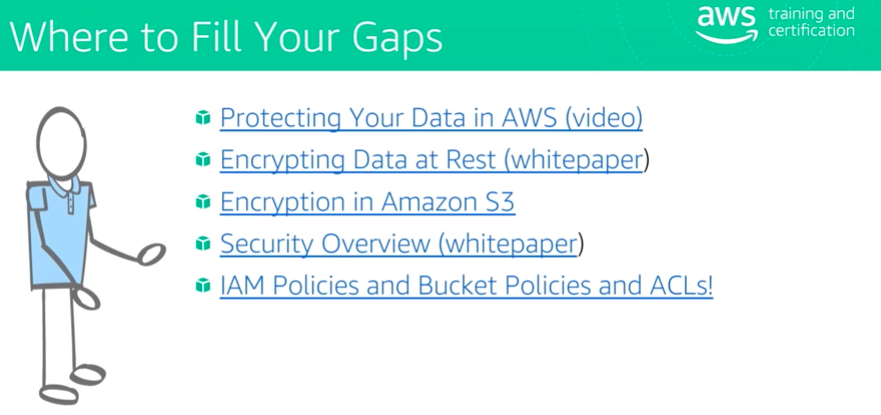 Where to Fill Your Gaps
aws training and
certification
Protecting Your Data in AWS (video)
Encrypting Data at Rest (whitepaper)
Encryption in Amazon S3
Security Overview (whitepaper)
IAM Policies and Bucket Policies and ACLs!